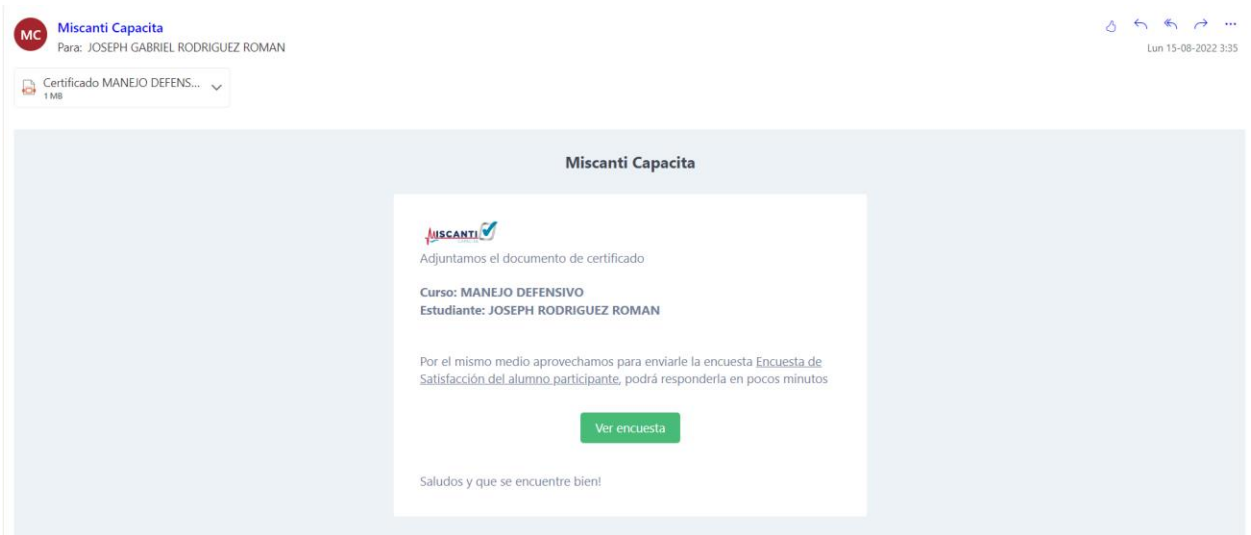 MC
Miscanti Capacita
Para: JOSEPH GABRIEL RODRIGUEZ ROMAN
Lun 15-08-2022 3:35
Certificado MANEJO DEFENS...
1 MB
Miscanti Capacita
MISCANTI
Adjuntamos el documento de certificado
Curso: MANEJO DEFENSIVO
Estudiante: JOSEPH RODRIGUEZ ROMAN
Por el mismo medio aprovechamos para enviarle la encuesta Encuesta de
Satisfacción del alumno participante, podrá responderla en pocos minutos
Ver encuesta
Saludos y que se encuentre bien!